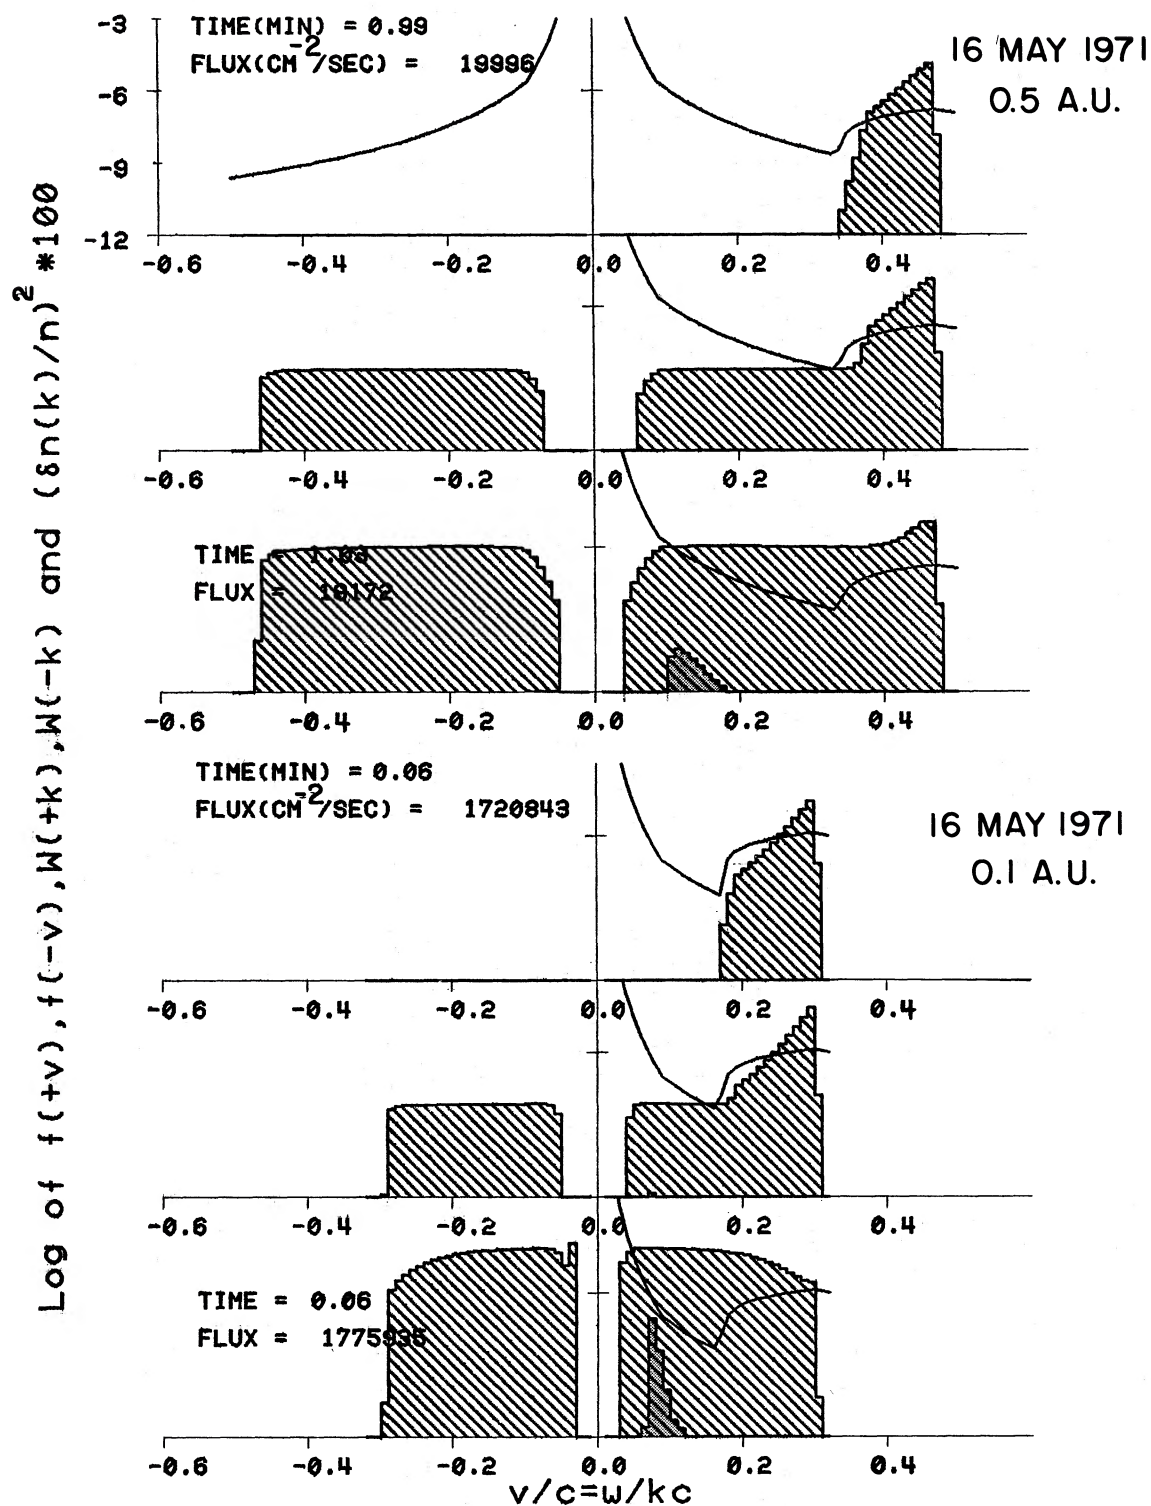 Log of f(+v),f(-v),W(+k),W(-k) and (δn(k)/n)² *100
TIME(MIN) = 0.99
FLUX(CM⁻²/SEC) = 19996
16 MAY 1971
0.5 A.U.
-3
-6
-9
-12
-0.6 -0.4 -0.2 0.0 0.2 0.4
-0.6 -0.4 -0.2 0.0 0.2 0.4
TIME =
FLUX = 18172
-0.6 -0.4 -0.2 0.0 0.2 0.4
TIME(MIN) = 0.06
FLUX(CM⁻²/SEC) = 1720843
16 MAY 1971
0.1 A.U.
-0.6 -0.4 -0.2 0.0 0.2 0.4
-0.6 -0.4 -0.2 0.0 0.2 0.4
TIME = 0.06
FLUX = 1775935
-0.6 -0.4 -0.2 0.0 0.2 0.4
v/c=w/kc